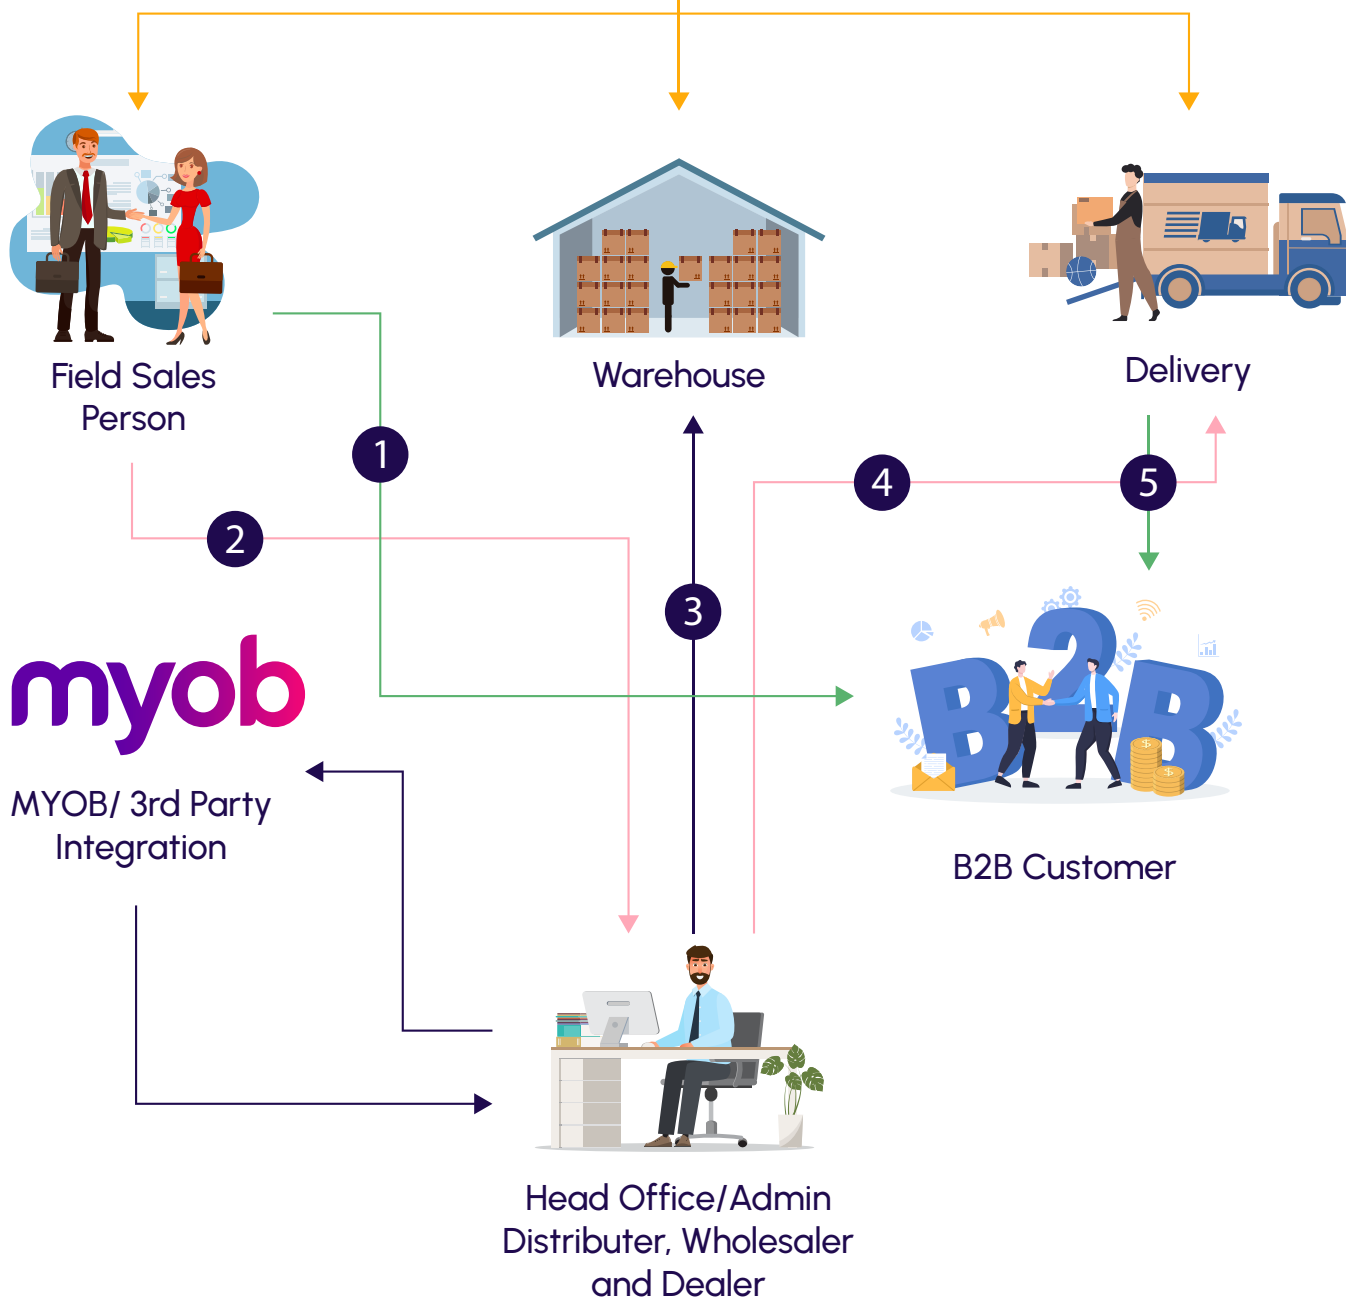 Field Sales
Person
Warehouse
Delivery
1
4
5
2
3
myob
B2B
MYOB/ 3rd Party
Integration
B2B Customer
Head Office/Admin
Distributer, Wholesaler
and Dealer